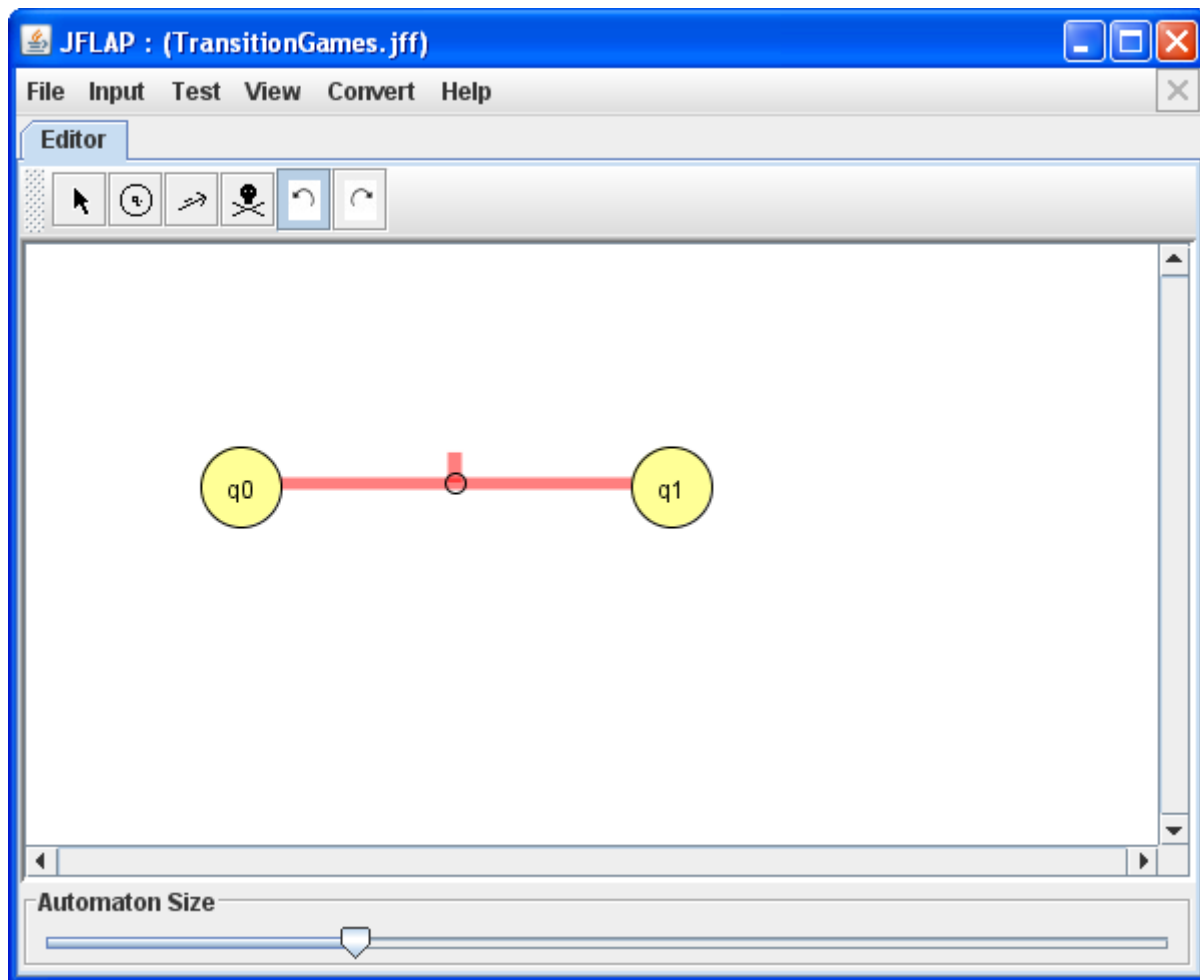 JFLAP : (TransitionGames.jff)
File Input Test View Convert Help
Editor
q
q0 q1
Automaton Size